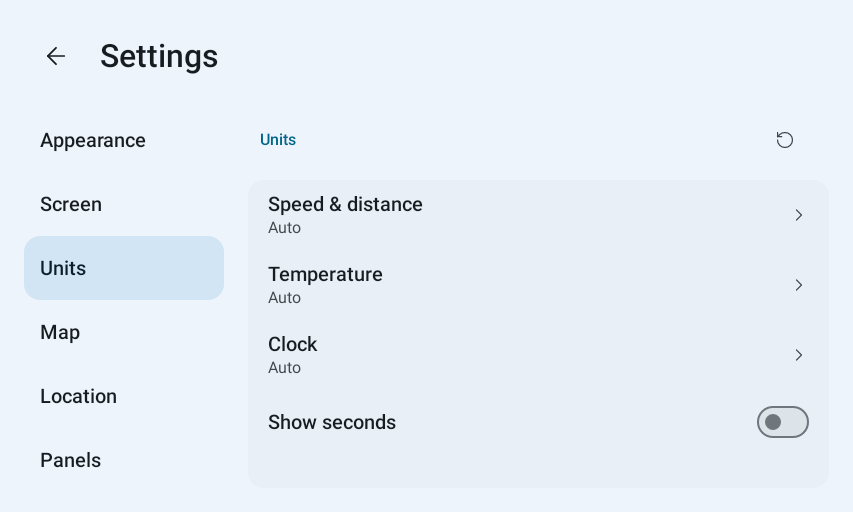 Settings
Appearance
Screen
Units
Map
Location
Panels
Units
Speed & distance
Auto
Temperature
Auto
Clock
Auto
Show seconds